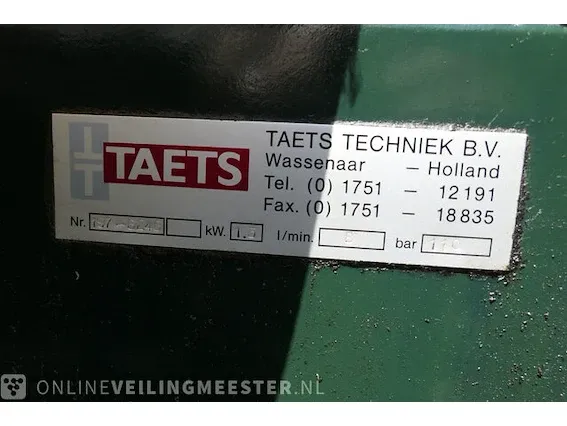 TAETS
TAETS TECHNIEK B.V.
Wassenaar – Holland
Tel. (0) 1751 – 12191
Fax. (0) 1751 – 18835
Nr. kW. l/min. bar
ONLINEVEILINGMEESTER.NL